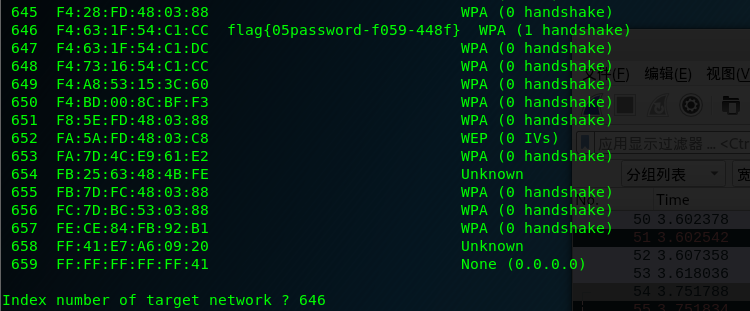 645 F4:28:FD:48:03:88 WPA (0 handshake)
646 F4:63:1F:54:C1:CC flag{05password-f059-448f} WPA (1 handshake)
647 F4:63:1F:54:C1:DC WPA (0 handshake)
648 F4:73:16:54:C1:CC WPA (0 handshake)
649 F4:A8:53:15:3C:60 WPA (0 handshake)
650 F4:BD:00:8C:BF:F3 WPA (0 handshake)
651 F8:5E:FD:48:03:88 WPA (0 handshake)
652 FA:5A:FD:48:03:C8 WEP (0 IVs)
653 FA:7D:4C:E9:61:E2 WPA (0 handshake)
654 FB:25:63:48:4B:FE Unknown
655 FB:7D:FC:48:03:88 WPA (0 handshake)
656 FC:7D:BC:53:03:88 WPA (0 handshake)
657 FE:CE:84:FB:92:B1 WPA (0 handshake)
658 FF:41:E7:A6:09:20 Unknown
659 FF:FF:FF:FF:FF:41 None (0.0.0.0)
Index number of target network ? 646
文件(F) 编辑(E) 视图(V)
应用显示过滤器 … <Ctr
分组列表 宽
No. Time
50 3.602378
51 3.602542
52 3.607358
53 3.618036
54 3.751788
55 3.751834